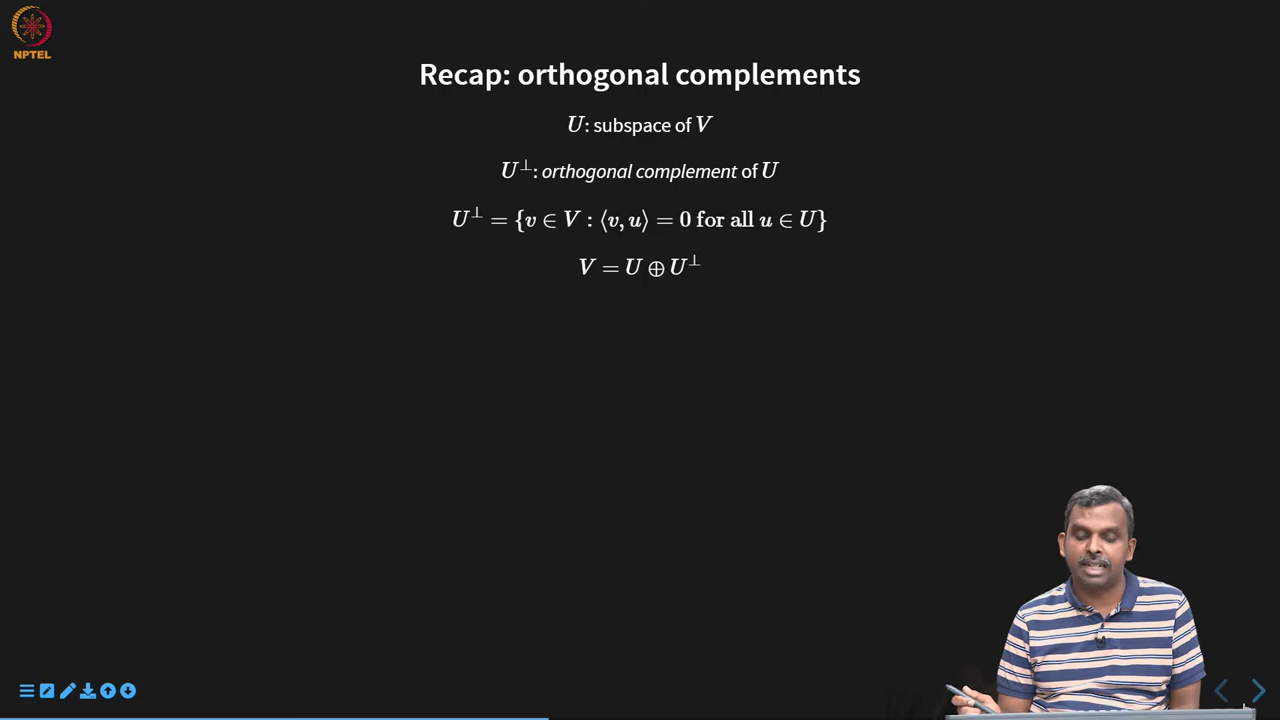 NPTEL
Recap: orthogonal complements
U: subspace of V
U⊥: orthogonal complement of U
U⊥ = {v ∈ V : ⟨v, u⟩ = 0 for all u ∈ U}
V = U ⊕ U⊥